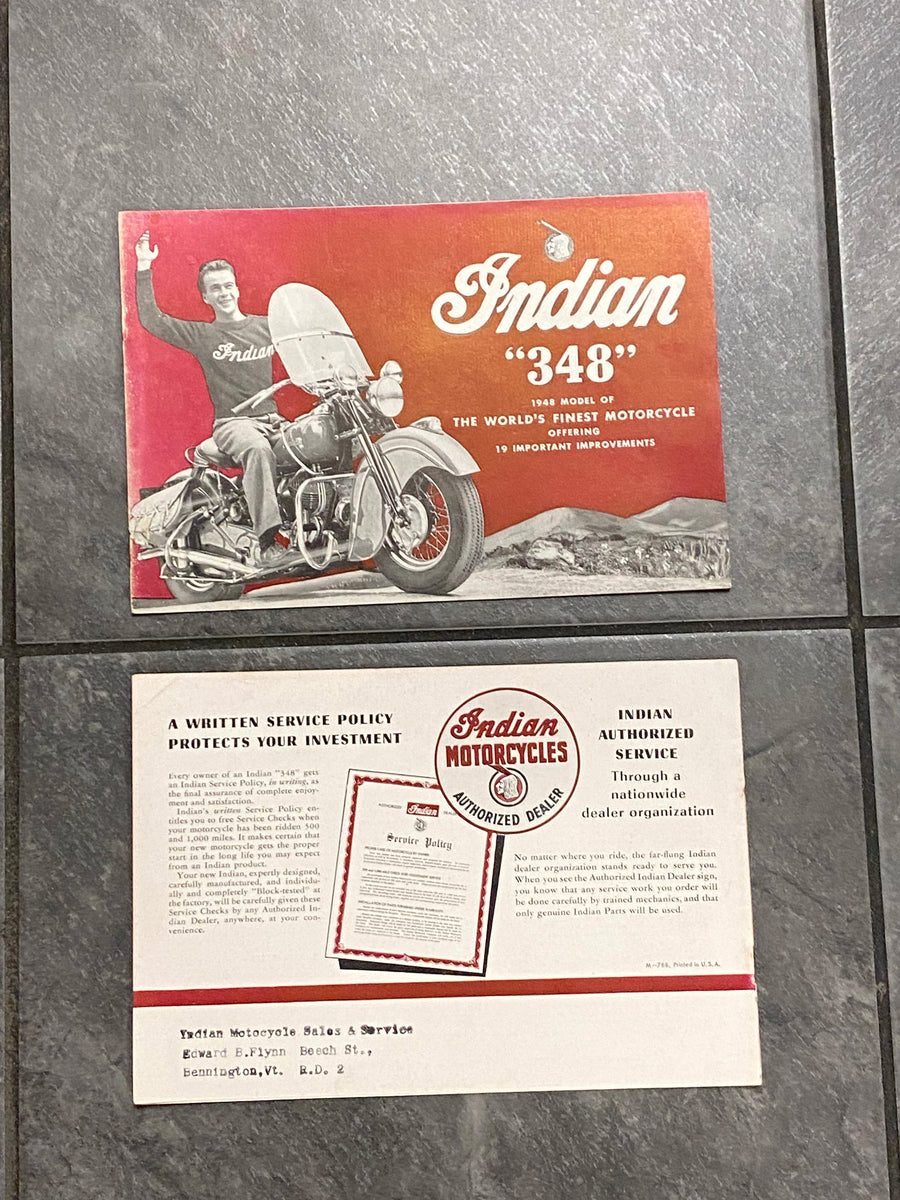 Indian
Indian
"348"
1948 MODEL OF
THE WORLD'S FINEST MOTORCYCLE
OFFERING
19 IMPORTANT IMPROVEMENTS
A WRITTEN SERVICE POLICY
PROTECTS YOUR INVESTMENT
Every owner of an Indian "348" gets
an Indian Service Policy, in writing, as
the final assurance of complete enjoy-
ment and satisfaction.
Indian's written Service Policy en-
titles you to free Service Checks when
your motorcycle has been ridden 500
and 1,000 miles. It makes certain that
your new motorcycle gets the proper
start in the long life you may expect
from an Indian product.
Your new Indian, expertly designed,
carefully manufactured, and individu-
ally and completely "Block-tested" at
the factory, will be carefully given these
Service Checks by any Authorized In-
dian Dealer, anywhere, at your con-
venience.
AUTHORIZED Indian DEALER
Service Policy
Indian
MOTORCYCLES
AUTHORIZED DEALER
INDIAN
AUTHORIZED
SERVICE
Through a
nationwide
dealer organization
No matter where you ride, the far-flung Indian
dealer organization stands ready to serve you.
When you see the Authorized Indian Dealer sign,
you know that any service work you order will
be done carefully by trained mechanics, and that
only genuine Indian Parts will be used.
M—766, Printed in U.S.A.
Indian Motocycle Sales & Service
Edward B.Flynn Beech St.,
Bennington,Vt. R.D. 2